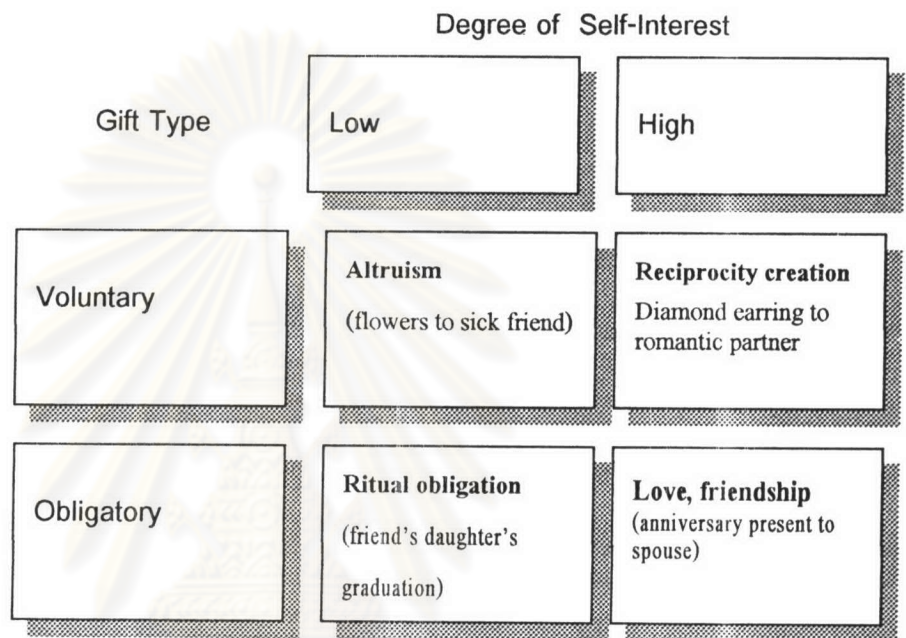 Degree of Self-Interest
Gift Type
Low
High
Voluntary
Altruism
(flowers to sick friend)
Reciprocity creation
Diamond earring to
romantic partner
Obligatory
Ritual obligation
(friend's daughter's
graduation)
Love, friendship
(anniversary present to
spouse)